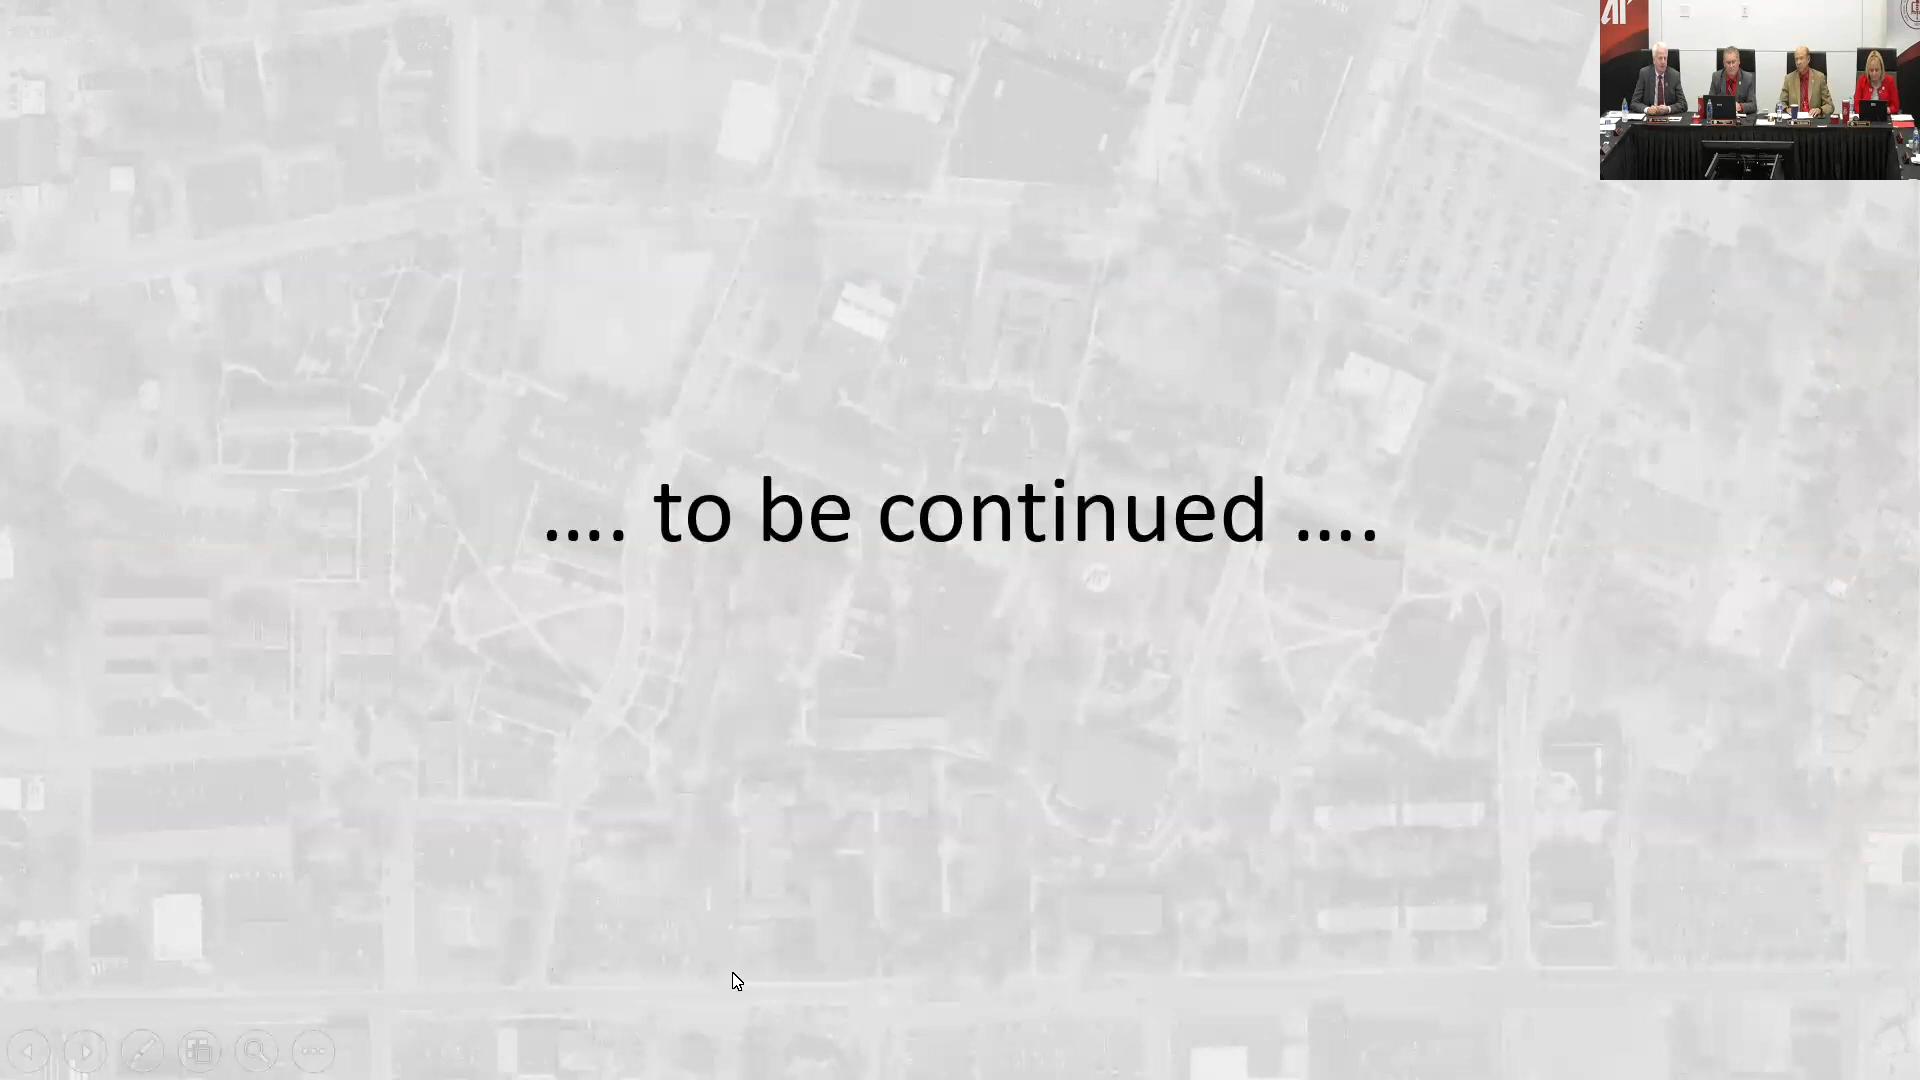 .... to be continued ....